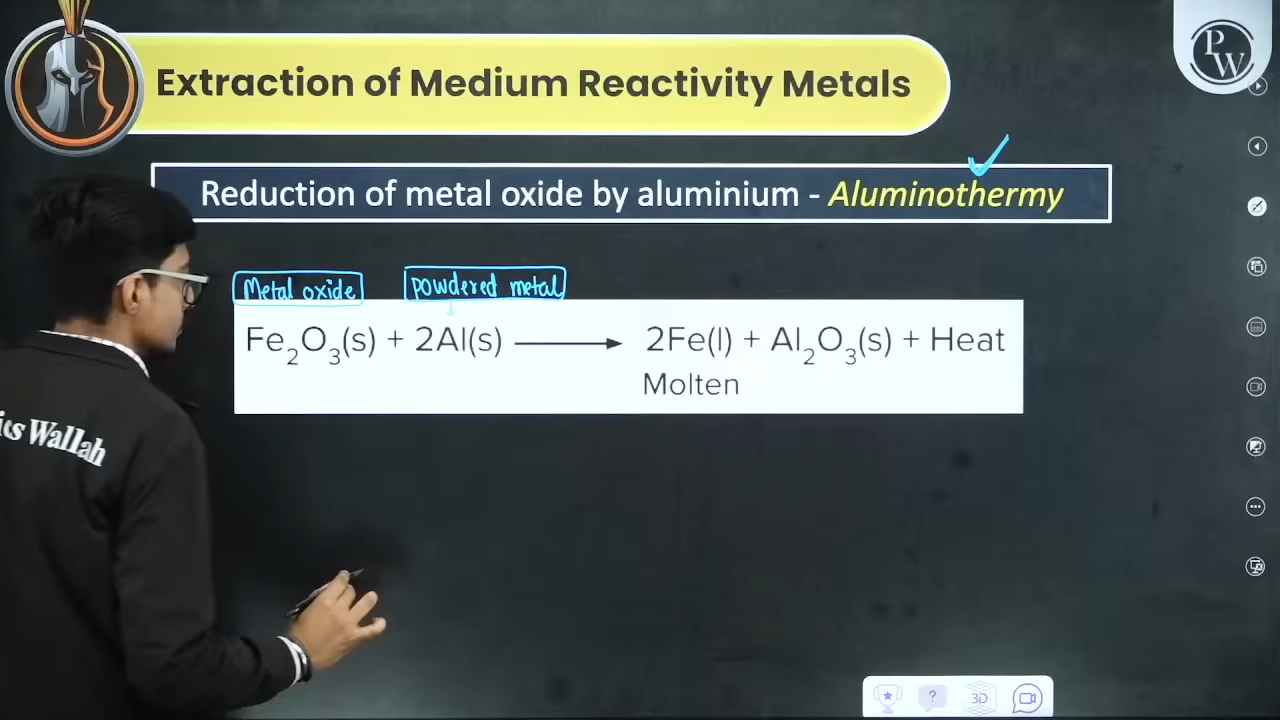 Extraction of Medium Reactivity Metals
PW
Reduction of metal oxide by aluminium - Aluminothermy
Metal oxide
powdered metal
Fe₂O₃(s) + 2Al(s) ⟶ 2Fe(l) + Al₂O₃(s) + Heat
Molten
ics Wallah
?
3D